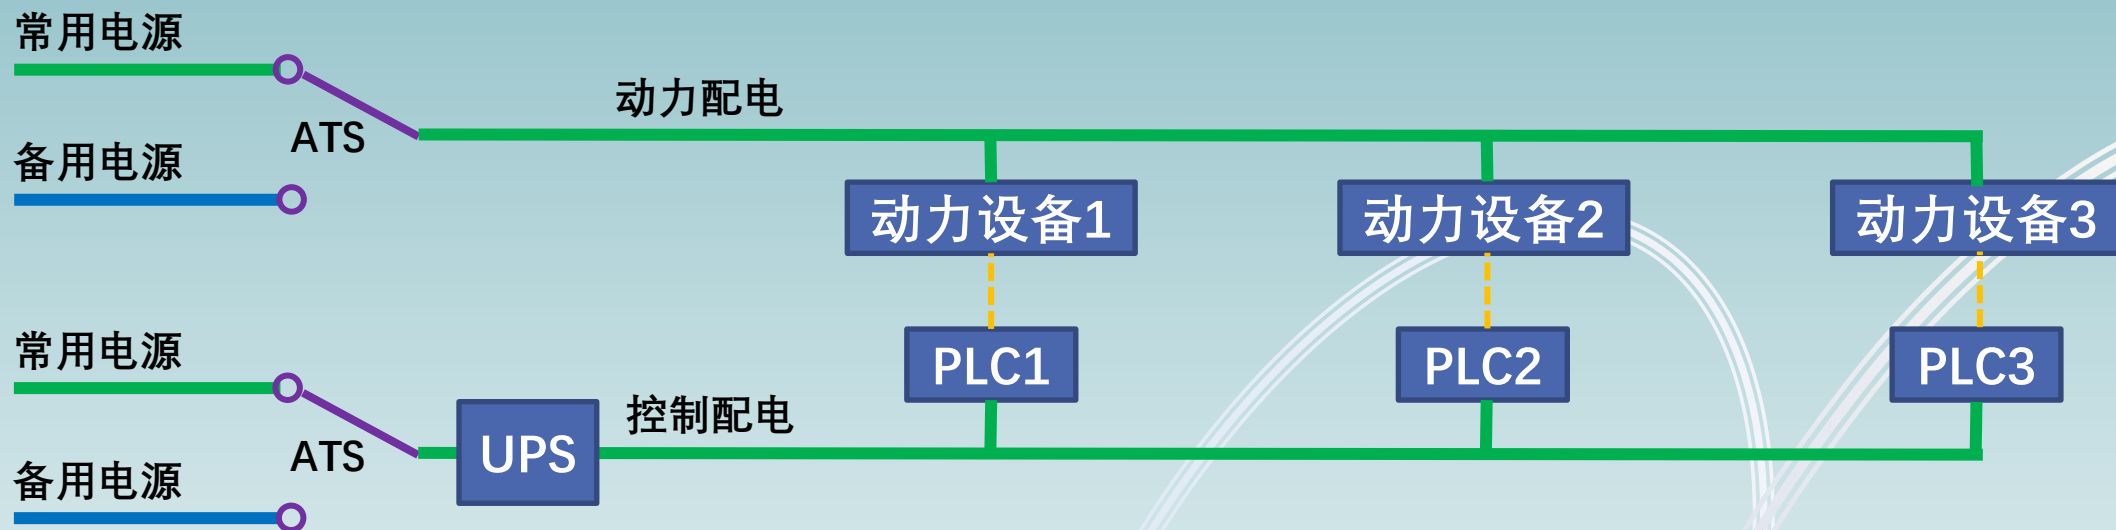 常用电源
动力配电
ATS
备用电源
动力设备1
动力设备2
动力设备3
常用电源
PLC1
PLC2
PLC3
控制配电
ATS
UPS
备用电源